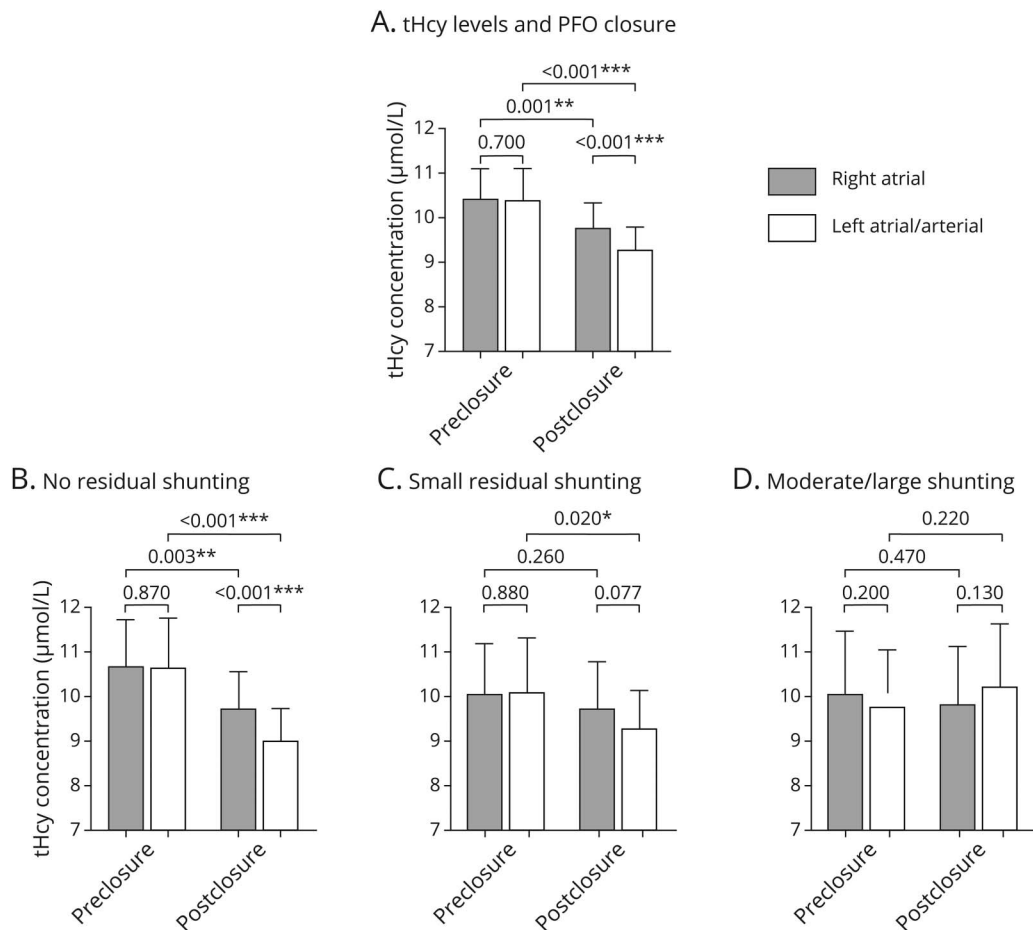 A. tHcy levels and PFO closure
<0.001***
0.001**
0.700
<0.001***
tHcy concentration (µmol/L)
12
11
10
9
8
7
Preclosure
Postclosure
Right atrial
Left atrial/arterial
B. No residual shunting
<0.001***
0.003**
0.870
<0.001***
tHcy concentration (µmol/L)
12
11
10
9
8
7
Preclosure
Postclosure
C. Small residual shunting
0.020*
0.260
0.880
0.077
12
11
10
9
8
7
Preclosure
Postclosure
D. Moderate/large shunting
0.220
0.470
0.200
0.130
12
11
10
9
8
7
Preclosure
Postclosure